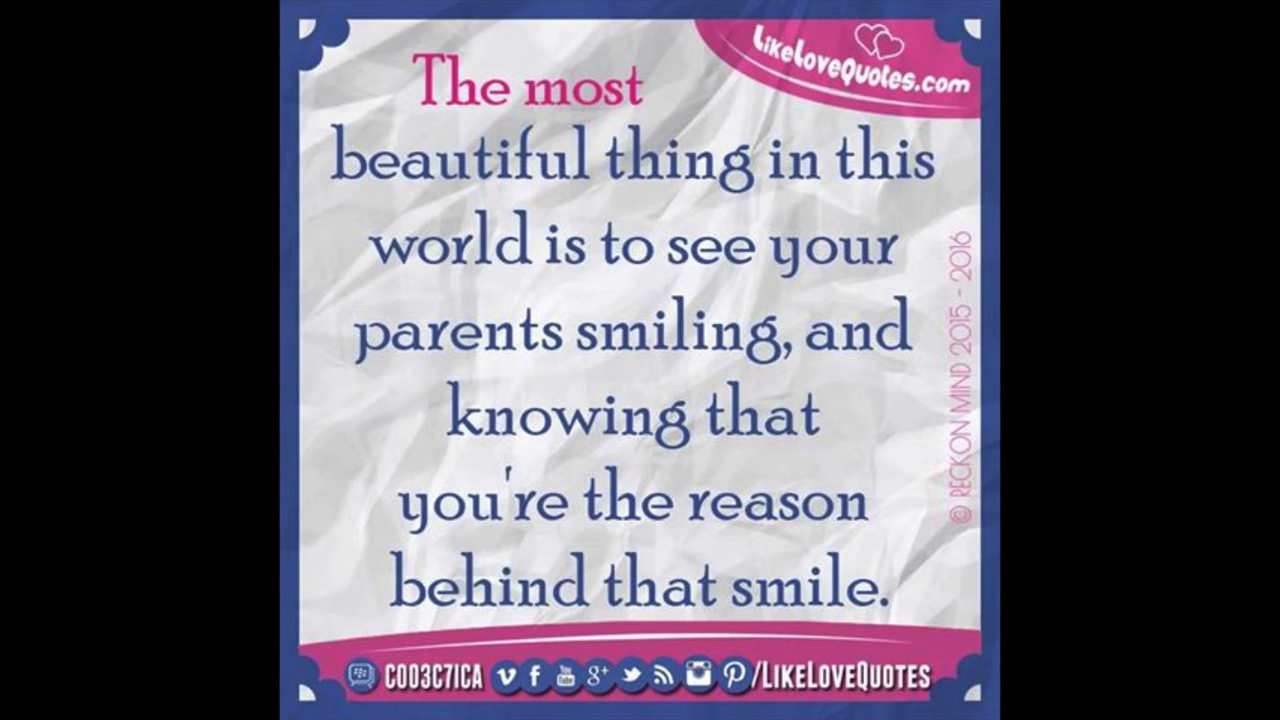 LikeLoveQuotes.com
The most
beautiful thing in this
world is to see your
parents smiling, and
knowing that
you're the reason
behind that smile.
© RECKON MIND 2015 - 2016
C003C71CA /LikeLoveQuotes